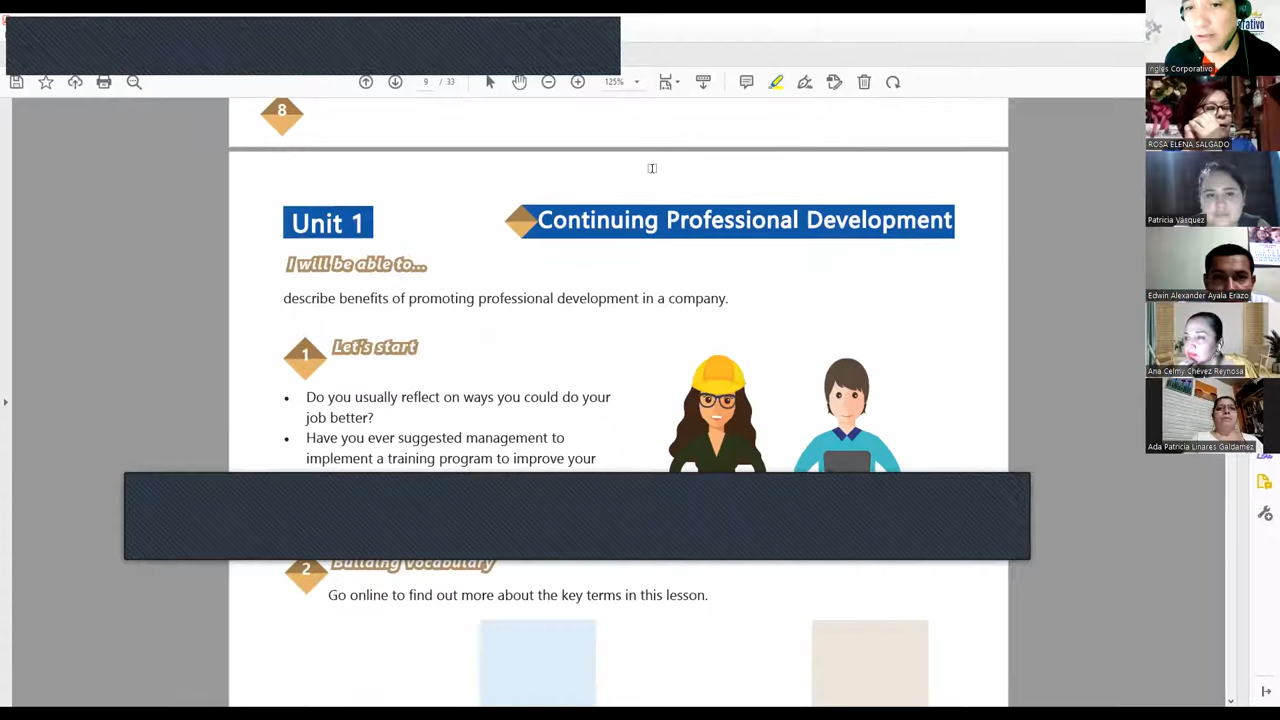 9 / 33
125%
8
Unit 1
Continuing Professional Development
I will be able to...
describe benefits of promoting professional development in a company.
1
Let's start
• Do you usually reflect on ways you could do your
job better?
• Have you ever suggested management to
implement a training program to improve your
2
Building vocabulary
Go online to find out more about the key terms in this lesson.
Inglés Corporativo
ROSA ELENA SALGADO
Patricia Vásquez
Edwin Alexander Ayala Erazo
Ana Celmy Chévez Reynosa
Ada Patricia Linares Galdamez